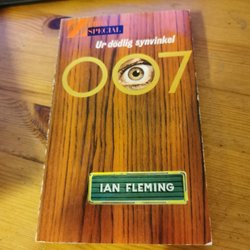 SPECIAL
Ur dödlig synvinkel
007
IAN FLEMING